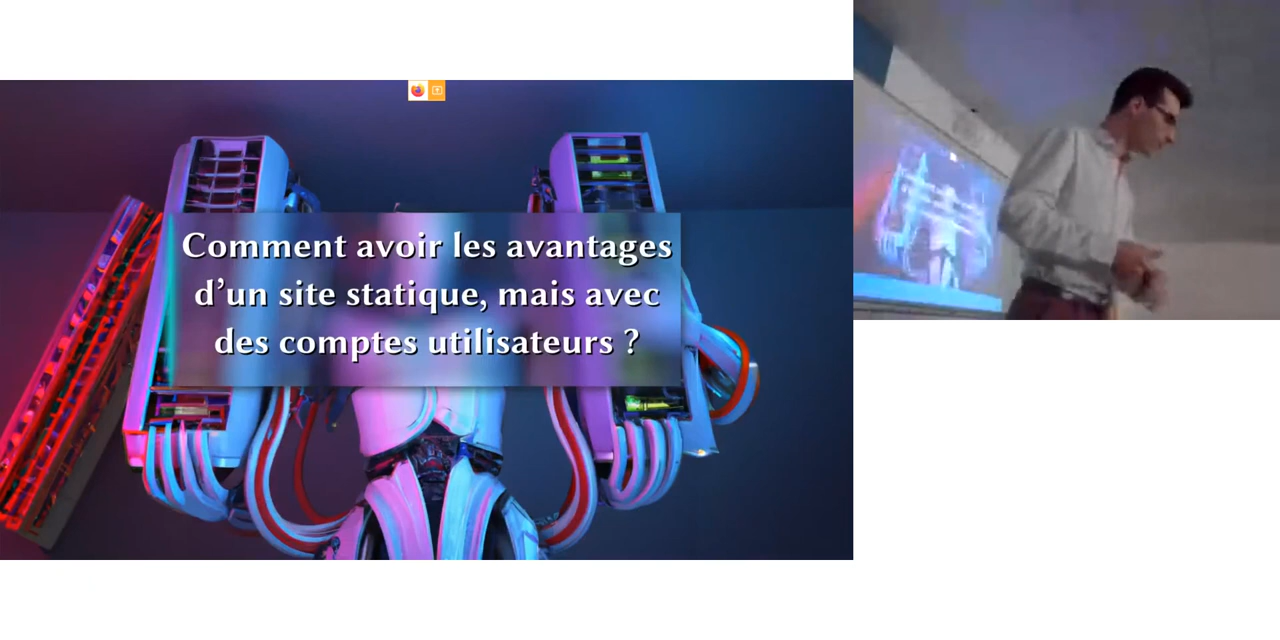 Comment avoir les avantages
d’un site statique, mais avec
des comptes utilisateurs ?